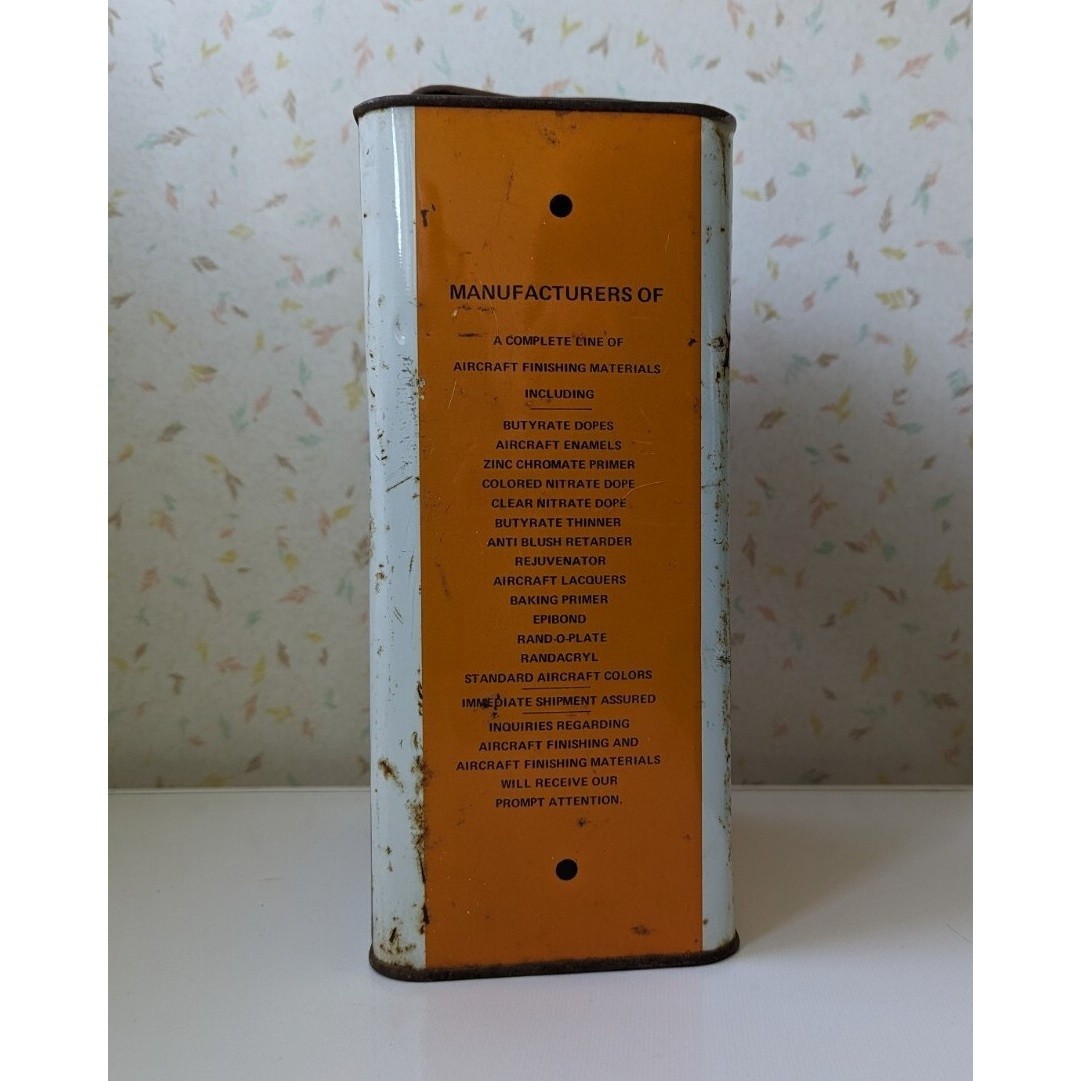 MANUFACTURERS OF
A COMPLETE LINE OF
AIRCRAFT FINISHING MATERIALS
INCLUDING
BUTYRATE DOPES
AIRCRAFT ENAMELS
ZINC CHROMATE PRIMER
COLORED NITRATE DOPE
CLEAR NITRATE DOPE
BUTYRATE THINNER
ANTI BLUSH RETARDER
REJUVENATOR
AIRCRAFT LACQUERS
BAKING PRIMER
EPIBOND
RAND-O-PLATE
RANDACRYL
STANDARD AIRCRAFT COLORS
IMMEDIATE SHIPMENT ASSURED
INQUIRIES REGARDING
AIRCRAFT FINISHING AND
AIRCRAFT FINISHING MATERIALS
WILL RECEIVE OUR
PROMPT ATTENTION.